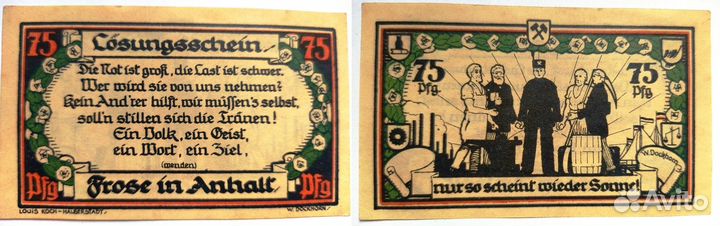 75 Lösungsschein 75
Die Not ist groß, die Last ist schwer.
Wer wird sie von uns nehmen?
Kein And'rer hilft, wir müssen's selbst,
soll'n stillen sich die Tränen!
Ein Volk, ein Geist,
ein Wort, ein Ziel,
(wenden)
Pfg Frose in Anhalt Pfg
LOUIS KOCH-HALBERSTADT. W. DOCKHORN.
75 Pfg.
75 Pfg.
W. Dockhorn.
nur so scheint wieder Sonne!
Avito